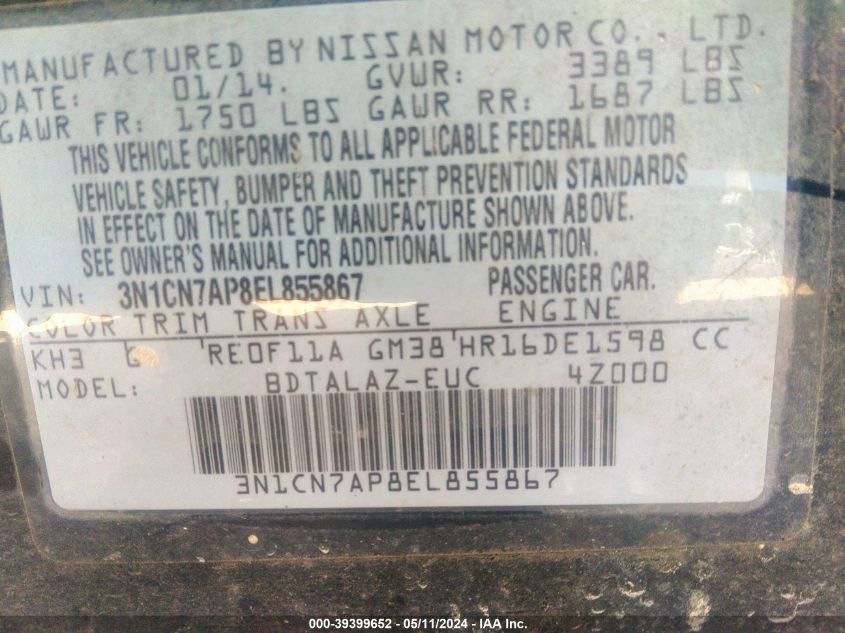 MANUFACTURED BY NISSAN MOTOR CO., LTD.
DATE: 01/14. GVWR: 3389 LBS
GAWR FR: 1750 LBS GAWR RR: 1687 LBS
THIS VEHICLE CONFORMS TO ALL APPLICABLE FEDERAL MOTOR
VEHICLE SAFETY, BUMPER AND THEFT PREVENTION STANDARDS
IN EFFECT ON THE DATE OF MANUFACTURE SHOWN ABOVE.
SEE OWNER'S MANUAL FOR ADDITIONAL INFORMATION.
VIN: 3N1CN7AP8EL855867 PASSENGER CAR.
COLOR TRIM TRANS AXLE ENGINE
KH3 G RE0F11A GM38 HR16DE1598 CC
MODEL: BDTALAZ-EUC 4Z000
3N1CN7AP8EL855867
000-39399652 - 05/11/2024 - IAA Inc.